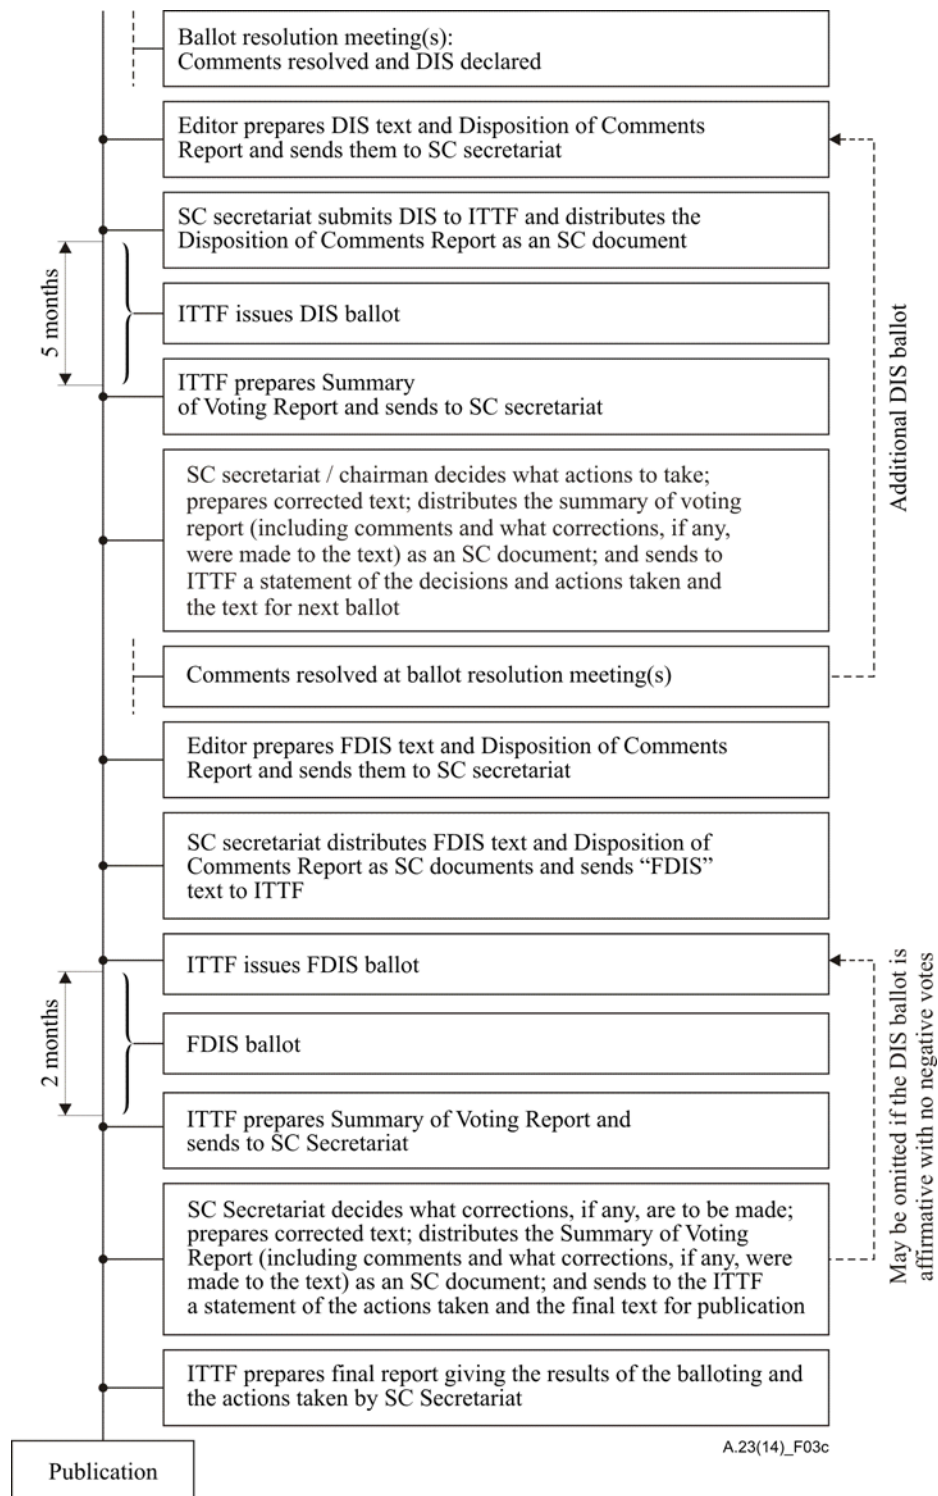 Ballot resolution meeting(s):
Comments resolved and DIS declared
Editor prepares DIS text and Disposition of Comments
Report and sends them to SC secretariat
SC secretariat submits DIS to ITTF and distributes the
Disposition of Comments Report as an SC document
5 months
ITTF issues DIS ballot
ITTF prepares Summary
of Voting Report and sends to SC secretariat
Additional DIS ballot
SC secretariat / chairman decides what actions to take;
prepares corrected text; distributes the summary of voting
report (including comments and what corrections, if any,
were made to the text) as an SC document; and sends to
ITTF a statement of the decisions and actions taken and
the text for next ballot
Comments resolved at ballot resolution meeting(s)
Editor prepares FDIS text and Disposition of Comments
Report and sends them to SC secretariat
SC secretariat distributes FDIS text and Disposition of
Comments Report as SC documents and sends “FDIS”
text to ITTF
ITTF issues FDIS ballot
2 months
FDIS ballot
ITTF prepares Summary of Voting Report and
sends to SC Secretariat
May be omitted if the DIS ballot is
affirmative with no negative votes
SC Secretariat decides what corrections, if any, are to be made;
prepares corrected text; distributes the Summary of Voting
Report (including comments and what corrections, if any, were
made to the text) as an SC document; and sends to the ITTF
a statement of the actions taken and the final text for publication
ITTF prepares final report giving the results of the balloting and
the actions taken by SC Secretariat
A.23(14)_F03c
Publication